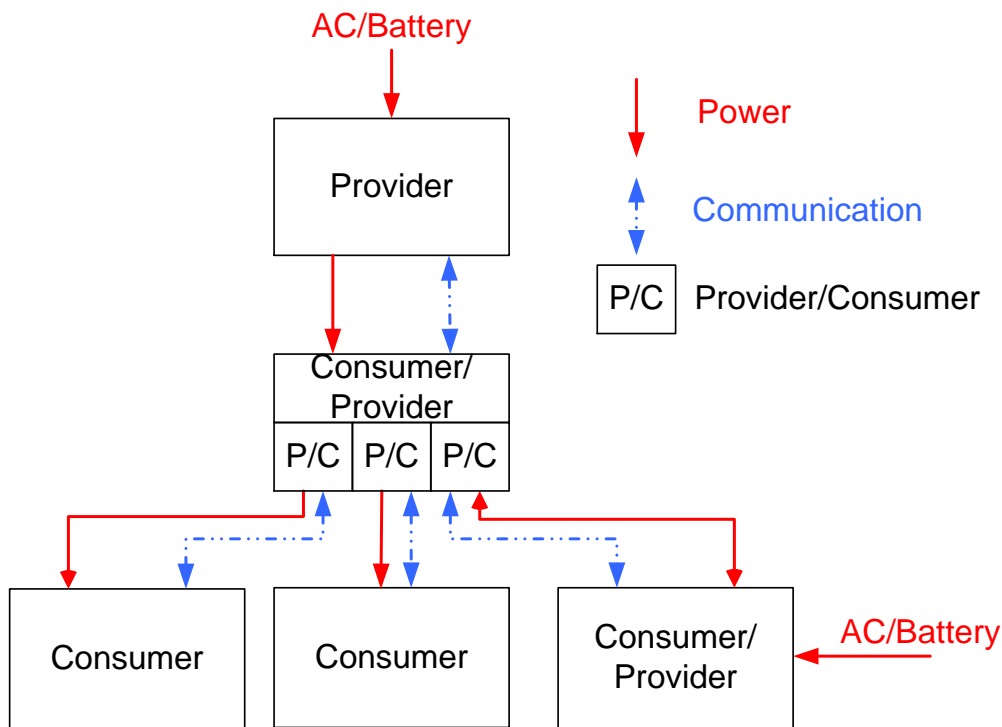 AC/Battery
Provider
Power
Communication
P/C
Provider/Consumer
Consumer/
Provider
P/C
P/C
P/C
Consumer
Consumer
Consumer/
Provider
AC/Battery